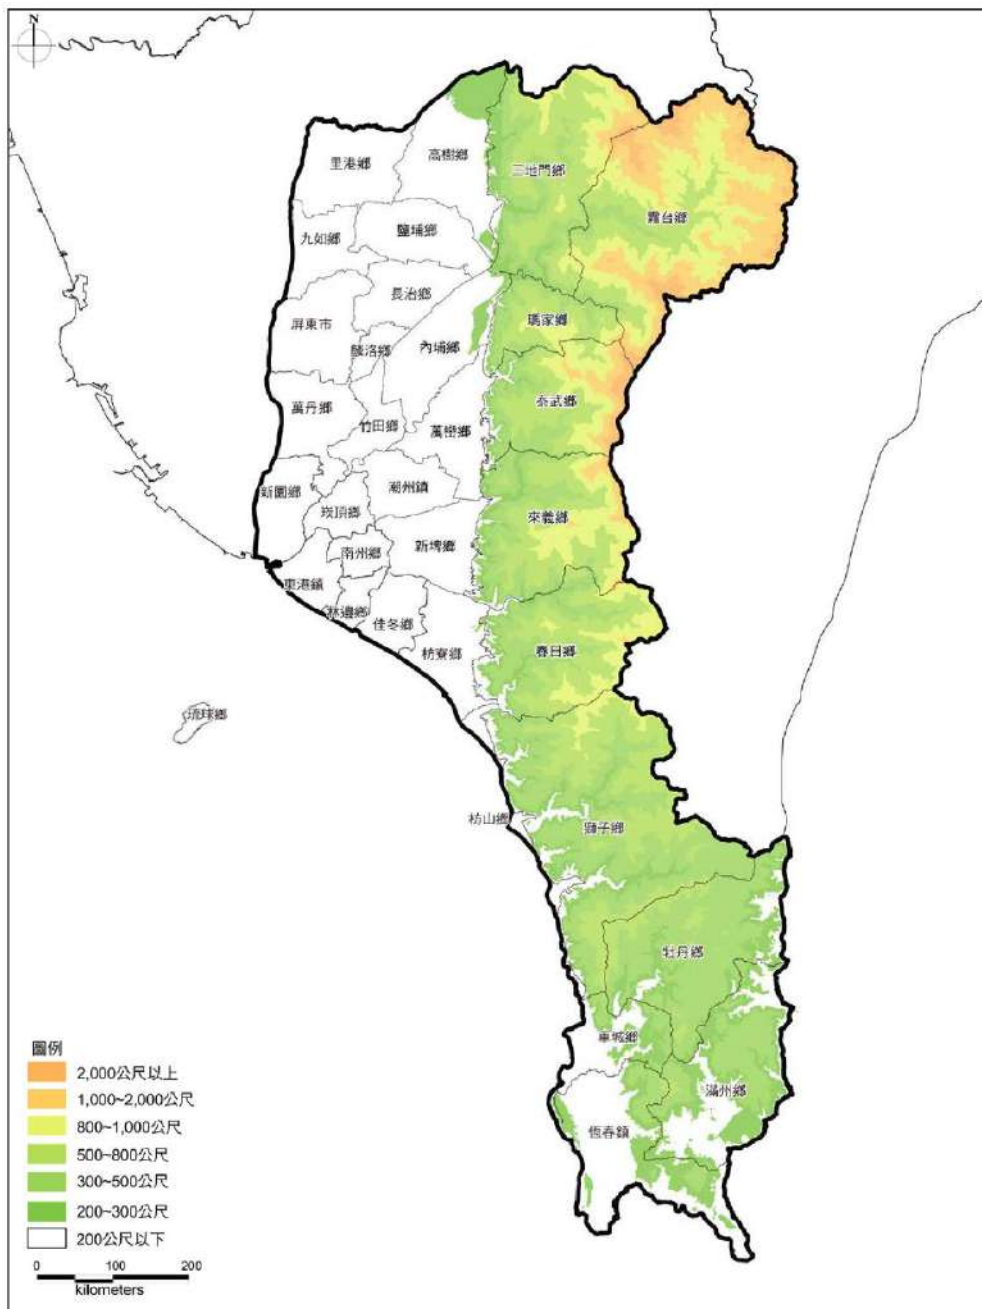 N
里港鄉
高樹鄉
三地門鄉
霧台鄉
九如鄉
鹽埔鄉
長治鄉
屏東市
麟洛鄉
內埔鄉
瑪家鄉
泰武鄉
萬丹鄉
竹田鄉
萬巒鄉
新園鄉
崁頂鄉
潮州鎮
來義鄉
南州鄉
新埤鄉
東港鎮
林邊鄉
佳冬鄉
枋寮鄉
春日鄉
琉球鄉
枋山鄉
獅子鄉
牡丹鄉
車城鄉
滿州鄉
恆春鎮
圖例
2,000公尺以上
1,000~2,000公尺
800~1,000公尺
500~800公尺
300~500公尺
200~300公尺
200公尺以下
0 100 200
kilometers